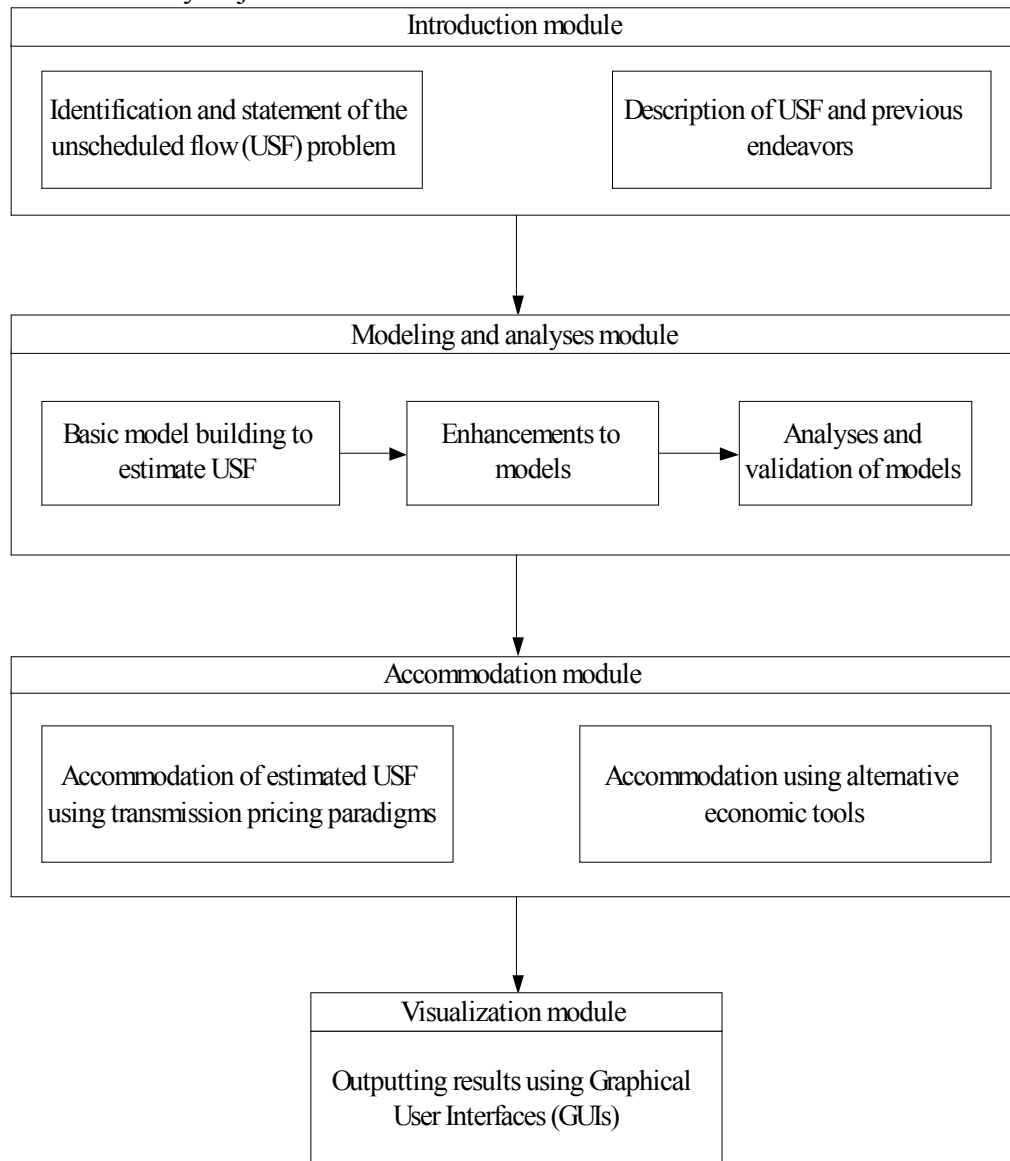 Introduction module
Identification and statement of the
unscheduled flow (USF) problem
Description of USF and previous
endeavors
Modeling and analyses module
Basic model building to
estimate USF
Enhancements to
models
Analyses and
validation of models
Accommodation module
Accommodation of estimated USF
using transmission pricing paradigms
Accommodation using alternative
economic tools
Visualization module
Outputting results using Graphical
User Interfaces (GUIs)